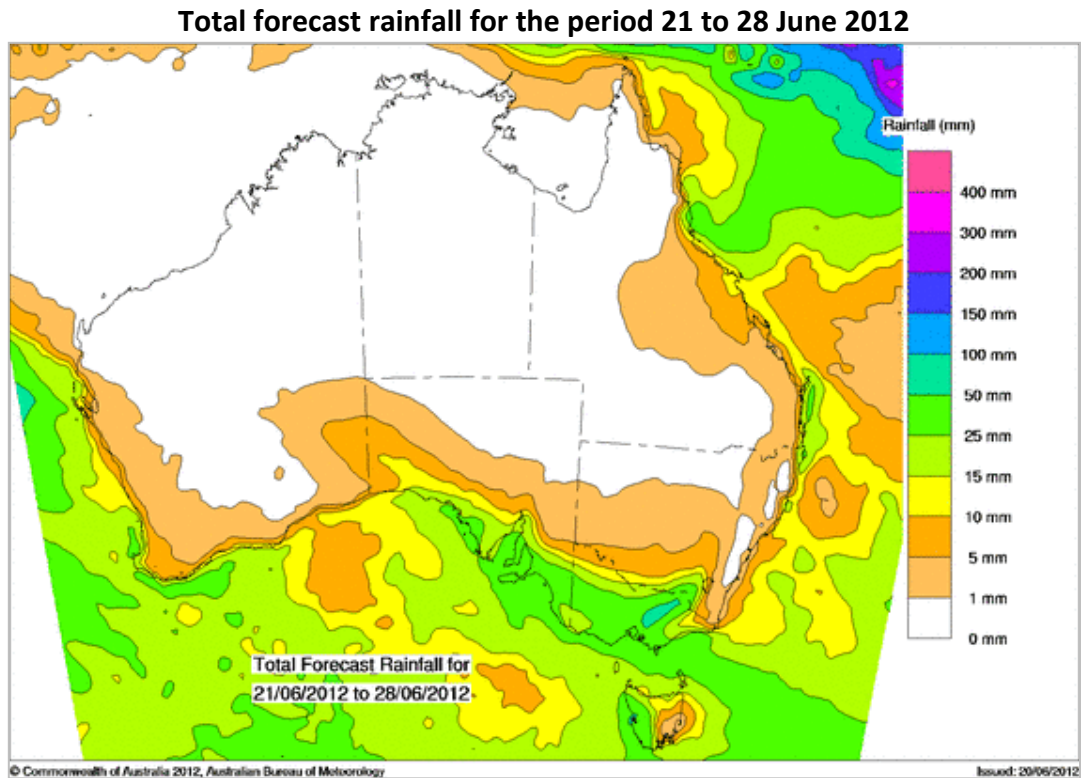 Total forecast rainfall for the period 21 to 28 June 2012
Rainfall (mm)
400 mm
300 mm
200 mm
150 mm
100 mm
50 mm
25 mm
15 mm
10 mm
5 mm
1 mm
0 mm
Total Forecast Rainfall for
21/06/2012 to 28/06/2012
© Commonwealth of Australia 2012, Australian Bureau of Meteorology
Issued: 20/06/2012